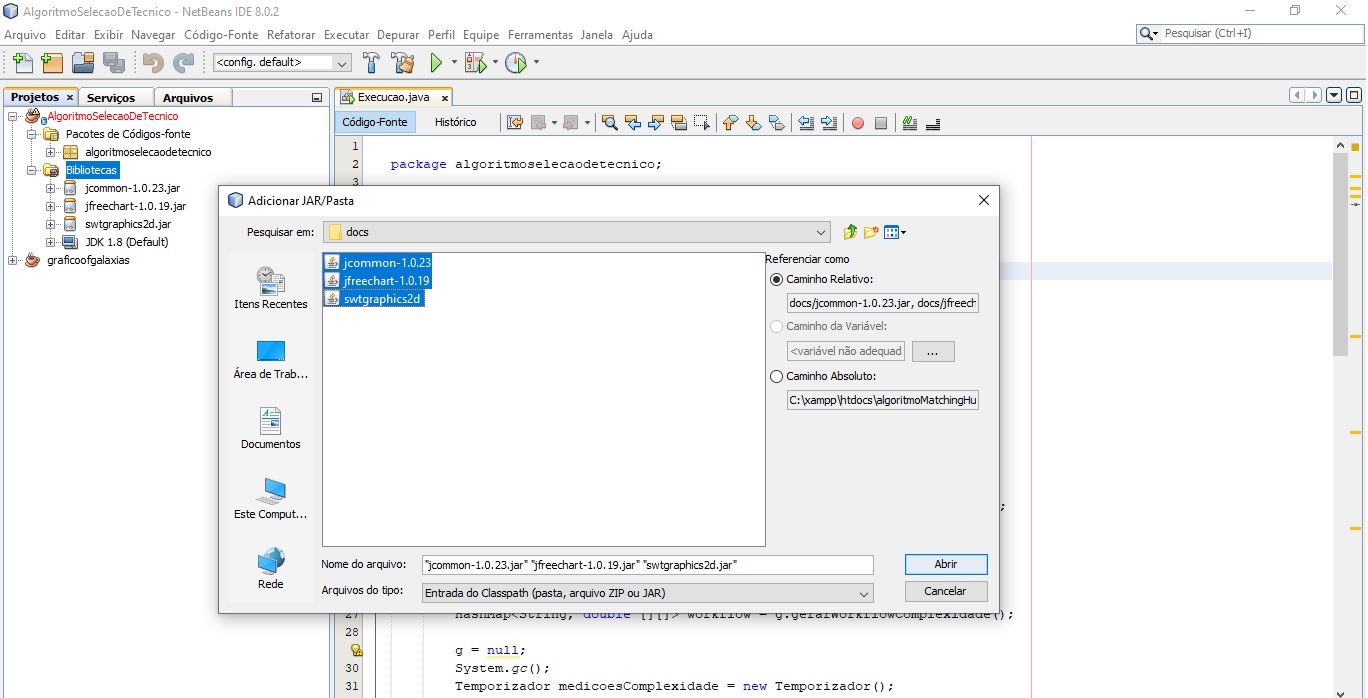 AlgoritmoSelecaoDeTecnico - NetBeans IDE 8.0.2
Arquivo Editar Exibir Navegar Código-Fonte Refatorar Executar Depurar Perfil Equipe Ferramentas Janela Ajuda
Pesquisar (Ctrl+I)
<config. default>
Projetos × Serviços Arquivos
Execucao.java ×
Código-Fonte Histórico
AlgoritmoSelecaoDeTecnico
Pacotes de Códigos-fonte
algoritmoselecaodetecnico
Bibliotecas
jcommon-1.0.23.jar
jfreechart-1.0.19.jar
swtgraphics2d.jar
JDK 1.8 (Default)
graficoofgalaxias
1
2 package algoritmoselecaodetecnico;
3
Adicionar JAR/Pasta
Pesquisar em: docs
Itens Recentes
Área de Trab...
Documentos
Este Comput...
Rede
jcommon-1.0.23
jfreechart-1.0.19
swtgraphics2d
Referenciar como
Caminho Relativo:
docs/jcommon-1.0.23.jar, docs/jfreech
Caminho da Variável:
<variável não adequad ...
Caminho Absoluto:
C:\xampp\htdocs\algoritmoMatchingHu
Nome do arquivo: "jcommon-1.0.23.jar" "jfreechart-1.0.19.jar" "swtgraphics2d.jar"
Abrir
Arquivos do tipo: Entrada do Classpath (pasta, arquivo ZIP ou JAR)
Cancelar
;
27 HashMap<String, double [][]> workflow = g.gerarWorkflowComplexidade();
28
g = null;
30 System.gc();
31 Temporizador medicoesComplexidade = new Temporizador();